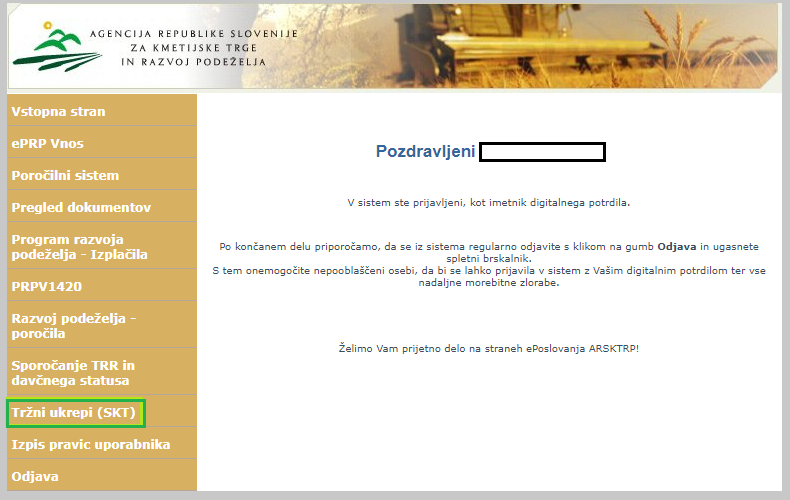 AGENCIJA REPUBLIKE SLOVENIJE
ZA KMETIJSKE TRGE
IN RAZVOJ PODEŽELJA
Vstopna stran
ePRP Vnos
Poročilni sistem
Pregled dokumentov
Program razvoja
podeželja - Izplačila
PRPV1420
Razvoj podeželja -
poročila
Sporočanje TRR in
davčnega statusa
Tržni ukrepi (SKT)
Izpis pravic uporabnika
Odjava
Pozdravljeni
V sistem ste prijavljeni, kot imetnik digitalnega potrdila.
Po končanem delu priporočamo, da se iz sistema regularno odjavite s klikom na gumb Odjava in ugasnete
spletni brskalnik.
S tem onemogočite nepooblaščeni osebi, da bi se lahko prijavila v sistem z Vašim digitalnim potrdilom ter vse
nadaljne morebitne zlorabe.
Želimo Vam prijetno delo na straneh ePoslovanja ARSKTRP!